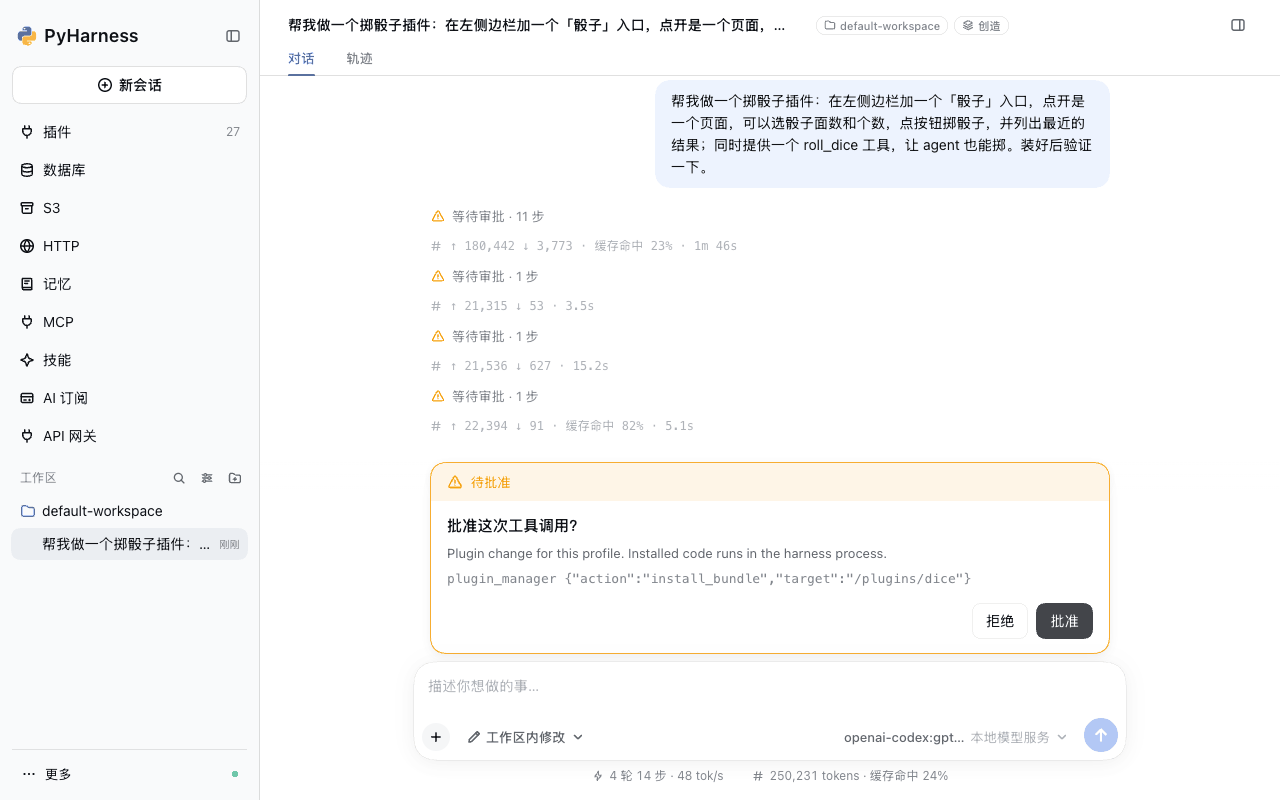 PyHarness
新会话
插件 27
数据库
S3
HTTP
记忆
MCP
技能
AI 订阅
API 网关
工作区
default-workspace
帮我做一个掷骰子插件： ... 刚刚
更多
帮我做一个掷骰子插件：在左侧边栏加一个「骰子」入口，点开是一个页面，... default-workspace 创造
对话 轨迹
帮我做一个掷骰子插件：在左侧边栏加一个「骰子」入口，点开是
一个页面，可以选骰子面数和个数，点按钮掷骰子，并列出最近的
结果；同时提供一个 roll_dice 工具，让 agent 也能掷。装好后验证
一下。
等待审批 · 11 步
# ↑ 180,442 ↓ 3,773 · 缓存命中 23% · 1m 46s
等待审批 · 1 步
# ↑ 21,315 ↓ 53 · 3.5s
等待审批 · 1 步
# ↑ 21,536 ↓ 627 · 15.2s
等待审批 · 1 步
# ↑ 22,394 ↓ 91 · 缓存命中 82% · 5.1s
待批准
批准这次工具调用?
Plugin change for this profile. Installed code runs in the harness process.
plugin_manager {"action":"install_bundle","target":"/plugins/dice"}
拒绝 批准
描述你想做的事...
工作区内修改 openai-codex:gpt... 本地模型服务
4 轮 14 步 · 48 tok/s # 250,231 tokens · 缓存命中 24%